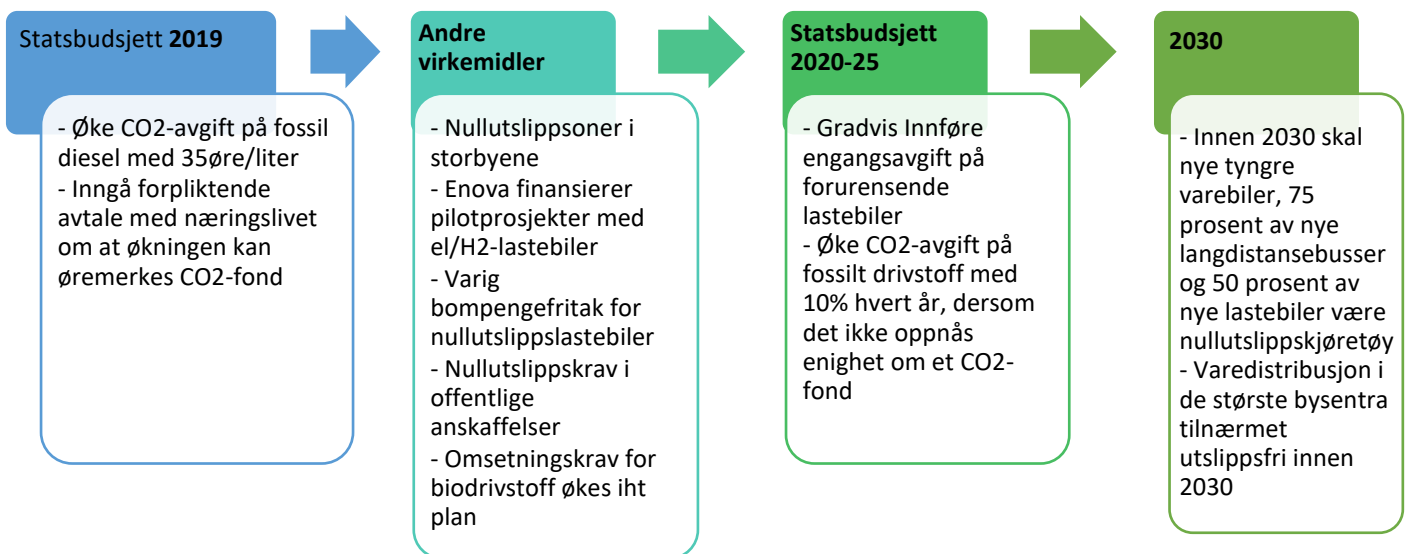 Statsbudsjett 2019
- Øke CO2-avgift på fossil
diesel med 35øre/liter
- Inngå forpliktende
avtale med næringslivet
om at økningen kan
øremerkes CO2-fond
Andre
virkemidler
- Nullutslippsoner i
storbyene
- Enova finansierer
pilotprosjekter med
el/H2-lastebiler
- Varig
bompengefritak for
nullutslippslastebiler
- Nullutslippskrav i
offentlige
anskaffelser
- Omsetningskrav for
biodrivstoff økes iht
plan
Statsbudsjett
2020-25
- Gradvis Innføre
engangsavgift på
forurensende
lastebiler
- Øke CO2-avgift på
fossilt drivstoff med
10% hvert år, dersom
det ikke oppnås
enighet om et CO2-
fond
2030
- Innen 2030 skal
nye tyngre
varebiler, 75
prosent av nye
langdistansebusser
og 50 prosent av
nye lastebiler være
nullutslippskjøretøy
- Varedistribusjon i
de største bysentra
tilnærmet
utslippsfri innen
2030